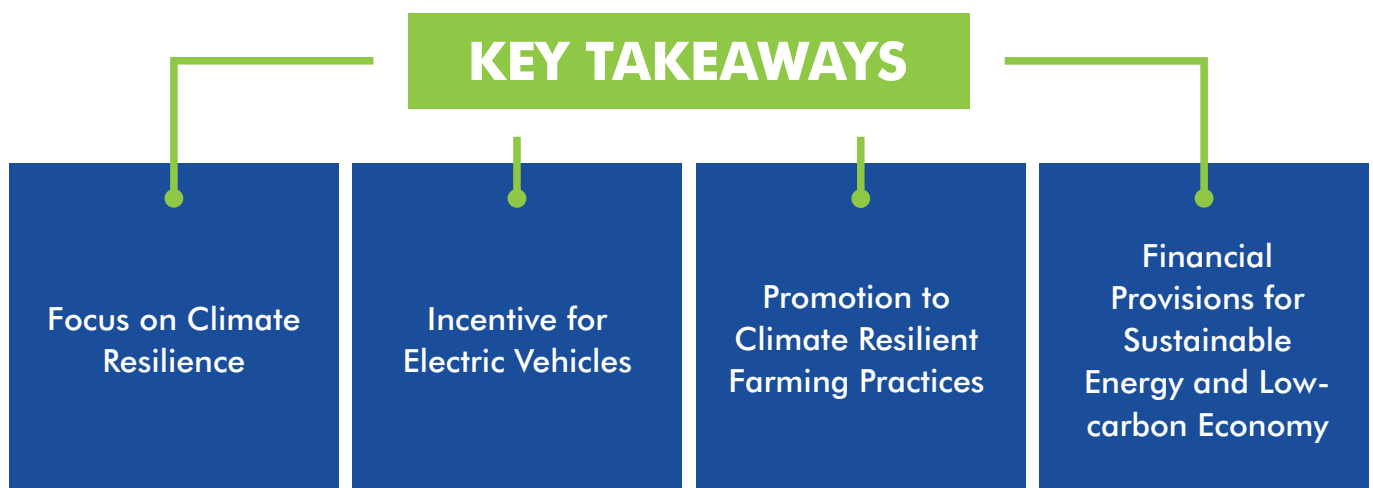 KEY TAKEAWAYS
Focus on Climate
Resilience
Incentive for
Electric Vehicles
Promotion to
Climate Resilient
Farming Practices
Financial
Provisions for
Sustainable
Energy and Low-
carbon Economy